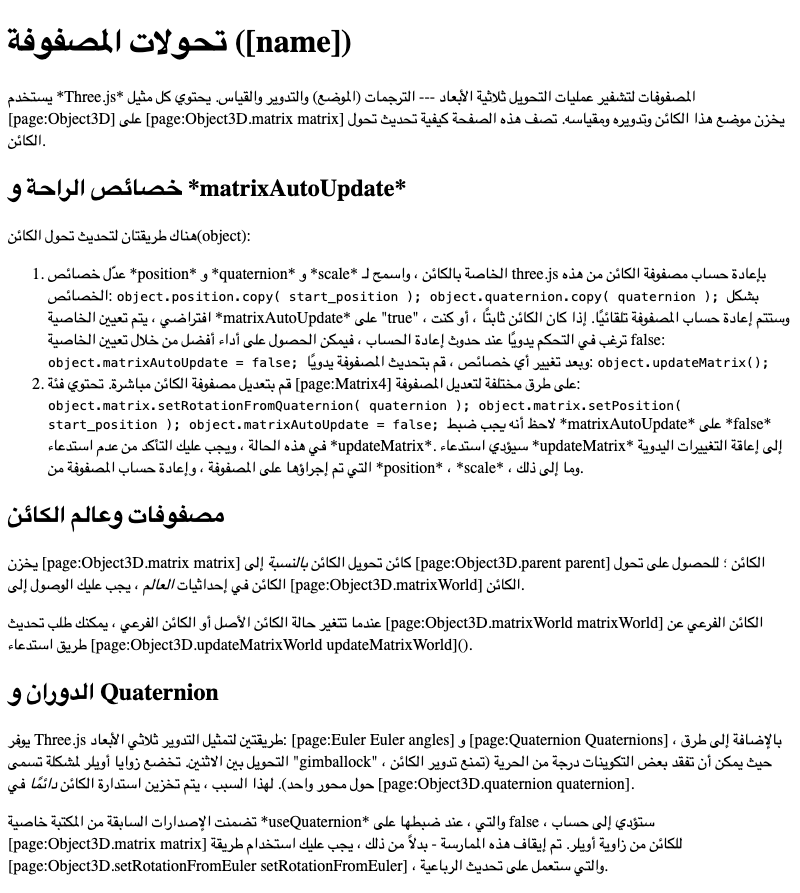 تحولات المصفوفة ([name])
يستخدم *Three.js* المصفوفات لتشفير عمليات التحويل ثلاثية الأبعاد --- الترجمات (الموضع) والتدوير والقياس. يحتوي كل مثيل
[page:Object3D] على [page:Object3D.matrix matrix] يخزن موضع هذا الكائن وتدويره ومقياسه. تصف هذه الصفحة كيفية تحديث تحول
الكائن.
خصائص الراحة و *matrixAutoUpdate*
هناك طريقتان لتحديث تحول الكائن(object):
1. عدّل خصائص *position* و *quaternion* و *scale* الخاصة بالكائن ، واسمح لـ three.js بإعادة حساب مصفوفة الكائن من هذه
الخصائص: object.position.copy( start_position ); object.quaternion.copy( quaternion ); بشكل
افتراضي ، يتم تعيين الخاصية *matrixAutoUpdate* على "true" ، وستتم إعادة حساب المصفوفة تلقائيًا. إذا كان الكائن ثابتًا ، أو كنت
ترغب في التحكم يدويًا عند حدوث إعادة الحساب ، فيمكن الحصول على أداء أفضل من خلال تعيين الخاصية false:
object.matrixAutoUpdate = false; وبعد تغيير أي خصائص ، قم بتحديث المصفوفة يدويًا: object.updateMatrix();
2. قم بتعديل مصفوفة الكائن مباشرة. تحتوي فئة [page:Matrix4] على طرق مختلفة لتعديل المصفوفة:
object.matrix.setRotationFromQuaternion( quaternion ); object.matrix.setPosition(
start_position ); object.matrixAutoUpdate = false; لاحظ أنه يجب ضبط *matrixAutoUpdate* على *false*
في هذه الحالة ، ويجب عليك التأكد من عدم استدعاء *updateMatrix*. سيؤدي استدعاء *updateMatrix* إلى إعاقة التغييرات اليدوية
التي تم إجراؤها على المصفوفة ، وإعادة حساب المصفوفة من *position* ، *scale* ، وما إلى ذلك.
مصفوفات وعالم الكائن
يخزن [page:Object3D.matrix matrix] كائن تحويل الكائن بالنسبة إلى [page:Object3D.parent parent] الكائن ؛ للحصول على تحول
الكائن في إحداثيات العالم ، يجب عليك الوصول إلى [page:Object3D.matrixWorld] الكائن.
عندما تتغير حالة الكائن الأصل أو الكائن الفرعي ، يمكنك طلب تحديث [page:Object3D.matrixWorld matrixWorld] الكائن الفرعي عن
طريق استدعاء [page:Object3D.updateMatrixWorld updateMatrixWorld]().
الدوران و Quaternion
يوفر Three.js طريقتين لتمثيل التدوير ثلاثي الأبعاد: [page:Euler Euler angles] و [page:Quaternion Quaternions] ، بالإضافة إلى طرق
التحويل بين الاثنين. تخضع زوايا أويلر لمشكلة تسمى "gimballock" ، حيث يمكن أن تفقد بعض التكوينات درجة من الحرية (تمنع تدوير الكائن
حول محور واحد). لهذا السبب ، يتم تخزين استدارة الكائن دائمًا في [page:Object3D.quaternion quaternion].
تضمنت الإصدارات السابقة من المكتبة خاصية *useQuaternion* والتي ، عند ضبطها على false ، ستؤدي إلى حساب
[page:Object3D.matrix matrix] للكائن من زاوية أويلر. تم إيقاف هذه الممارسة - بدلاً من ذلك ، يجب عليك استخدام طريقة
[page:Object3D.setRotationFromEuler setRotationFromEuler] ، والتي ستعمل على تحديث الرباعية.